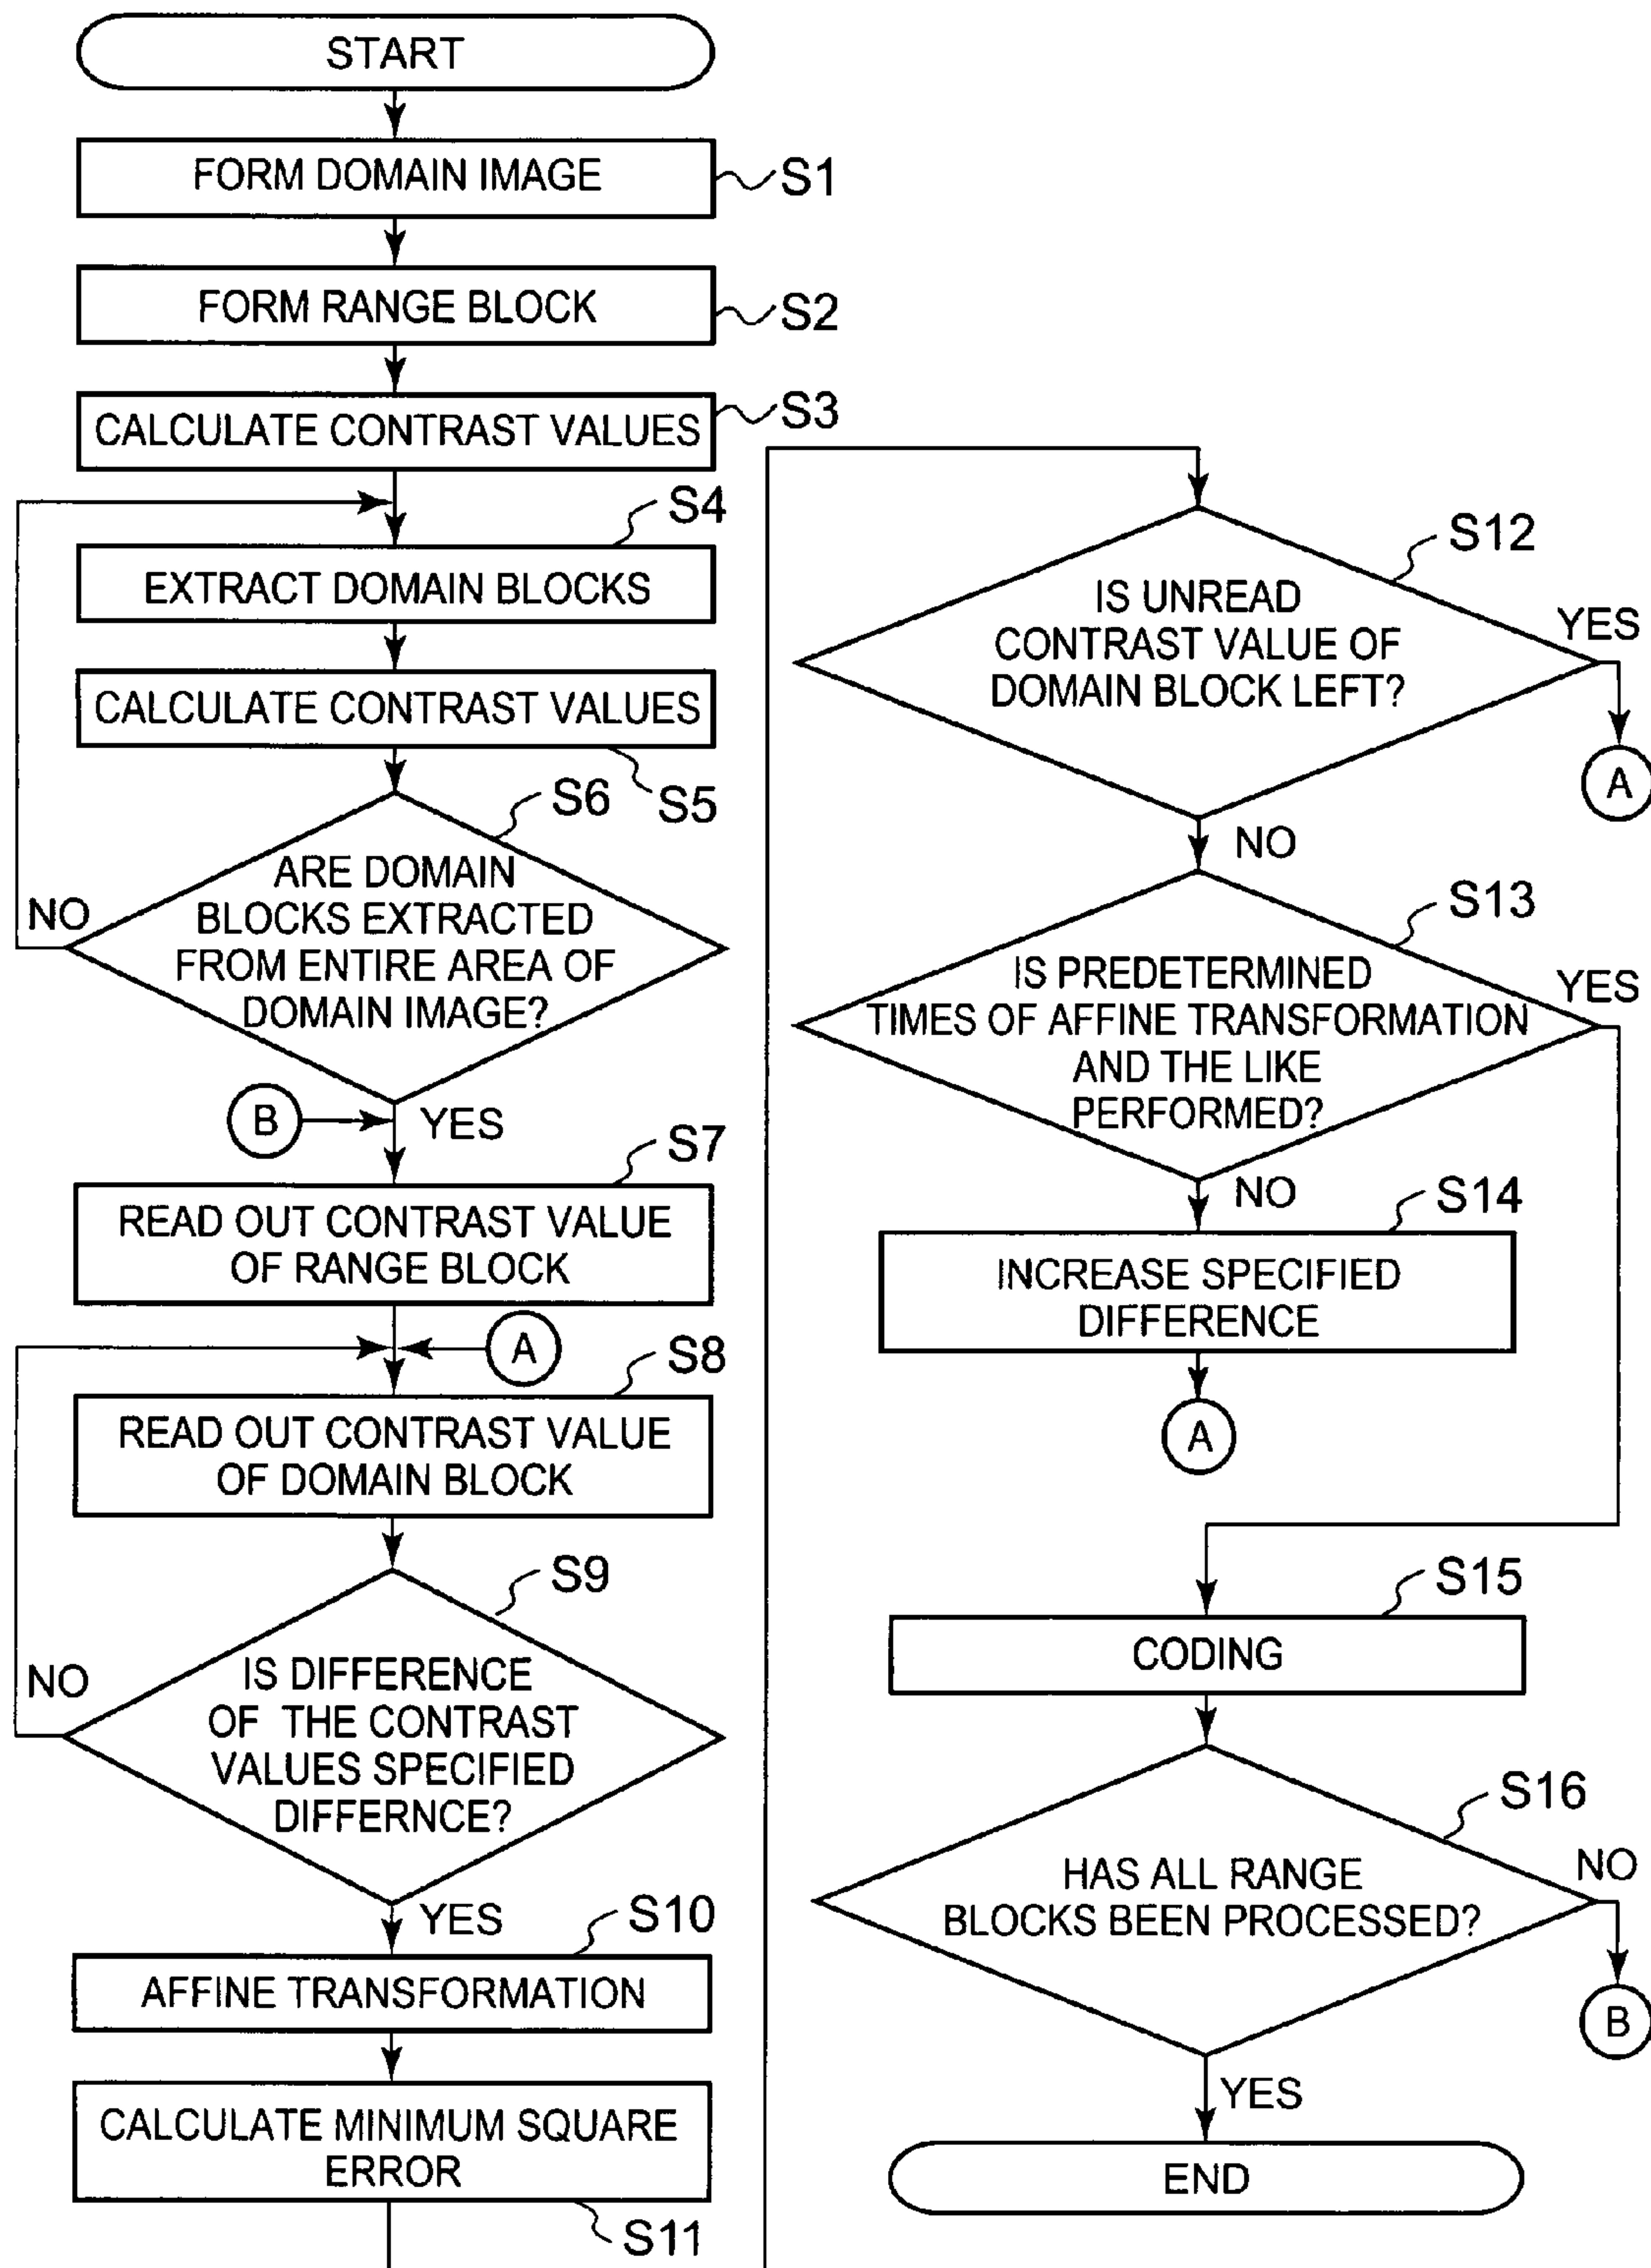 START
FORM DOMAIN IMAGE
S1
FORM RANGE BLOCK
S2
CALCULATE CONTRAST VALUES
S3
S4
EXTRACT DOMAIN BLOCKS
CALCULATE CONTRAST VALUES
S5
S6
ARE DOMAIN
BLOCKS EXTRACTED
FROM ENTIRE AREA OF
DOMAIN IMAGE?
NO
B
YES
S7
READ OUT CONTRAST VALUE
OF RANGE BLOCK
A
S8
READ OUT CONTRAST VALUE
OF DOMAIN BLOCK
S9
IS DIFFERENCE
OF THE CONTRAST
VALUES SPECIFIED
DIFFERNCE?
NO
YES
S10
AFFINE TRANSFORMATION
CALCULATE MINIMUM SQUARE
ERROR
S11
S12
IS UNREAD
CONTRAST VALUE OF
DOMAIN BLOCK LEFT?
YES
A
NO
S13
IS PREDETERMINED
TIMES OF AFFINE TRANSFORMATION
AND THE LIKE
PERFORMED?
YES
NO
S14
INCREASE SPECIFIED
DIFFERENCE
A
S15
CODING
S16
HAS ALL RANGE
BLOCKS BEEN PROCESSED?
NO
B
YES
END